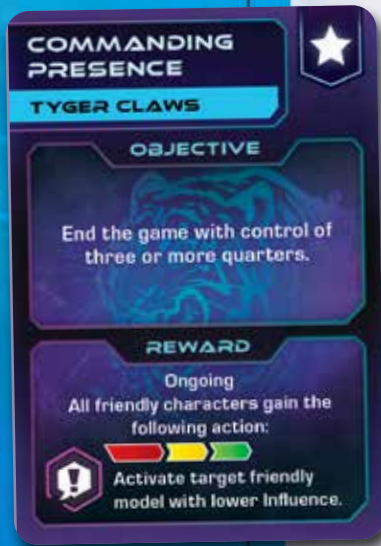 COMMANDING
PRESENCE
TYGER CLAWS
OBJECTIVE
End the game with control of
three or more quarters.
REWARD
Ongoing
All friendly characters gain the
following action:
Activate target friendly
model with lower Influence.